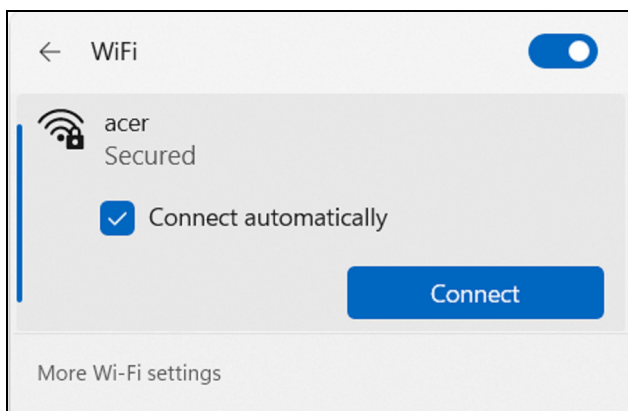 WiFi
acer
Secured
Connect automatically
Connect
More Wi-Fi settings